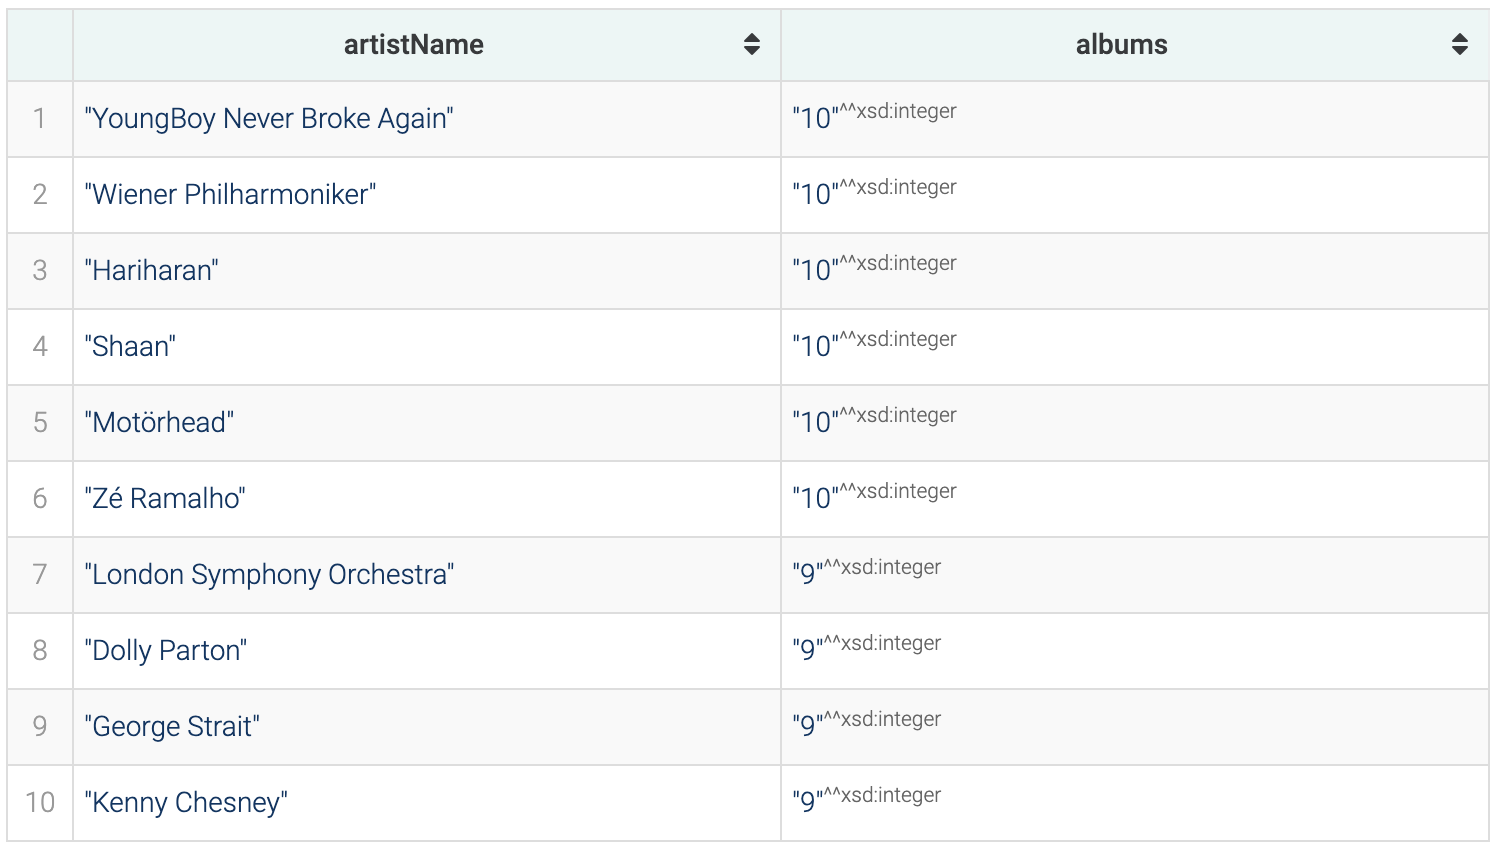 artistName albums
1 "YoungBoy Never Broke Again" "10"^^xsd:integer
2 "Wiener Philharmoniker" "10"^^xsd:integer
3 "Hariharan" "10"^^xsd:integer
4 "Shaan" "10"^^xsd:integer
5 "Motörhead" "10"^^xsd:integer
6 "Zé Ramalho" "10"^^xsd:integer
7 "London Symphony Orchestra" "9"^^xsd:integer
8 "Dolly Parton" "9"^^xsd:integer
9 "George Strait" "9"^^xsd:integer
10 "Kenny Chesney" "9"^^xsd:integer